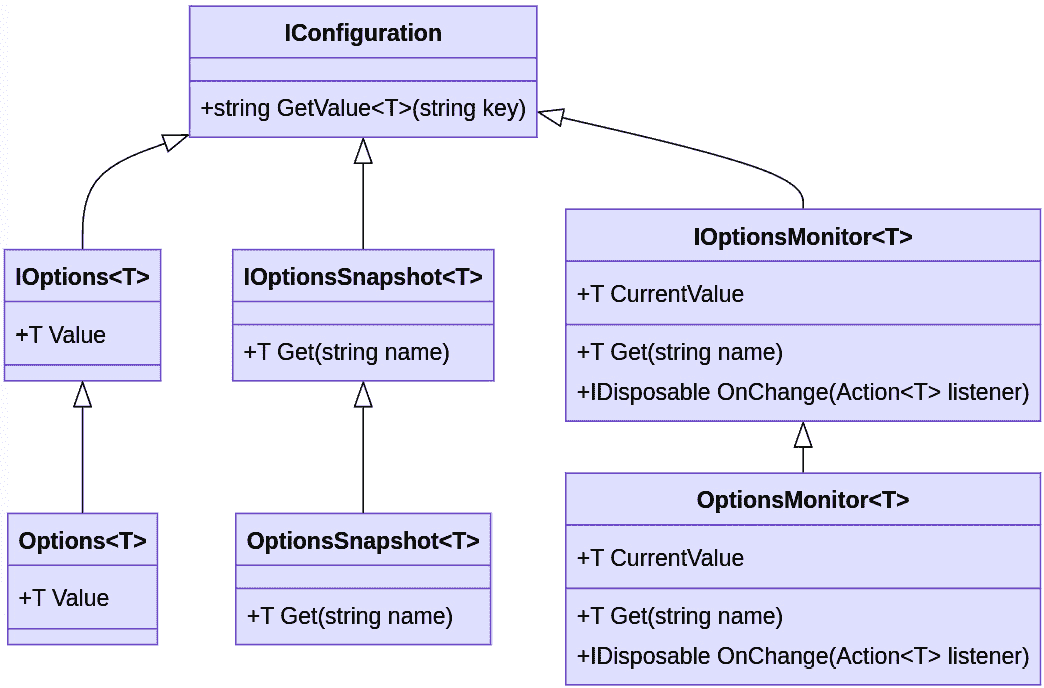 IConfiguration
+string GetValue<T>(string key)
IOptions<T>
+T Value
IOptionsSnapshot<T>
+T Get(string name)
IOptionsMonitor<T>
+T CurrentValue
+T Get(string name)
+IDisposable OnChange(Action<T> listener)
Options<T>
+T Value
OptionsSnapshot<T>
+T Get(string name)
OptionsMonitor<T>
+T CurrentValue
+T Get(string name)
+IDisposable OnChange(Action<T> listener)